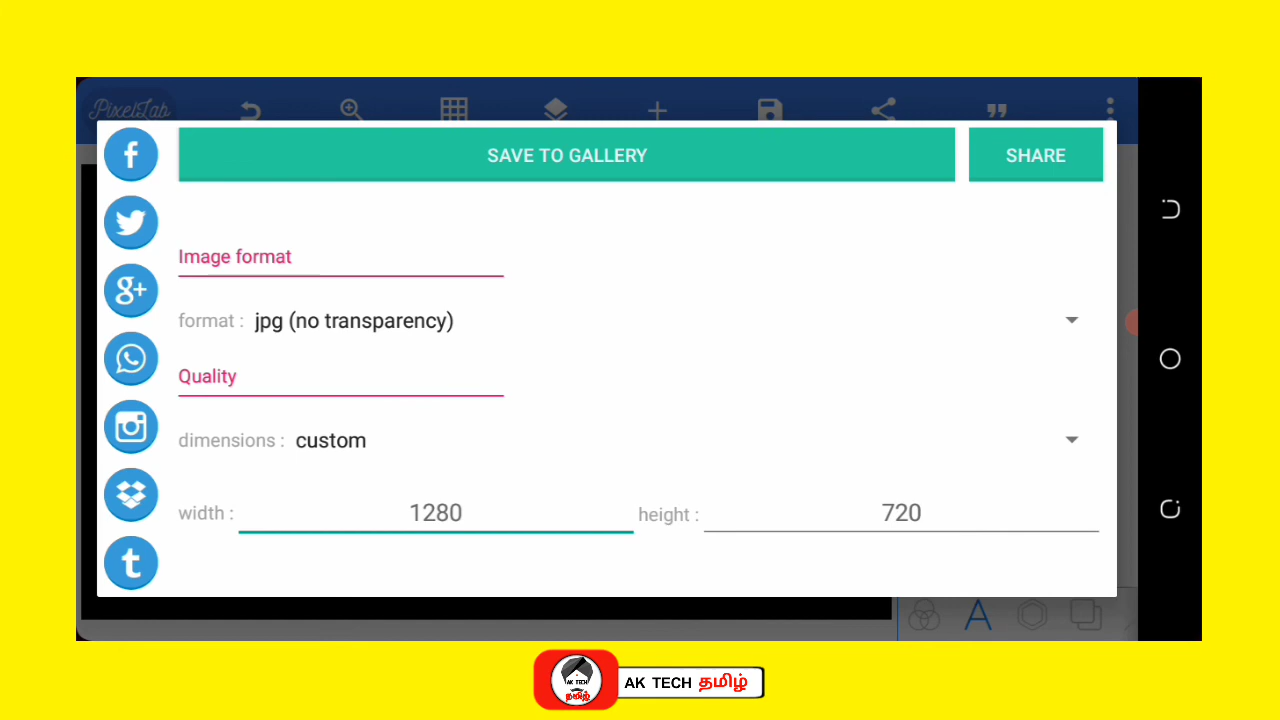 PixelLab
SAVE TO GALLERY
SHARE
Image format
format : jpg (no transparency)
Quality
dimensions : custom
width : 1280 height : 720
AK TECH
தமிழ்
AK TECH தமிழ்